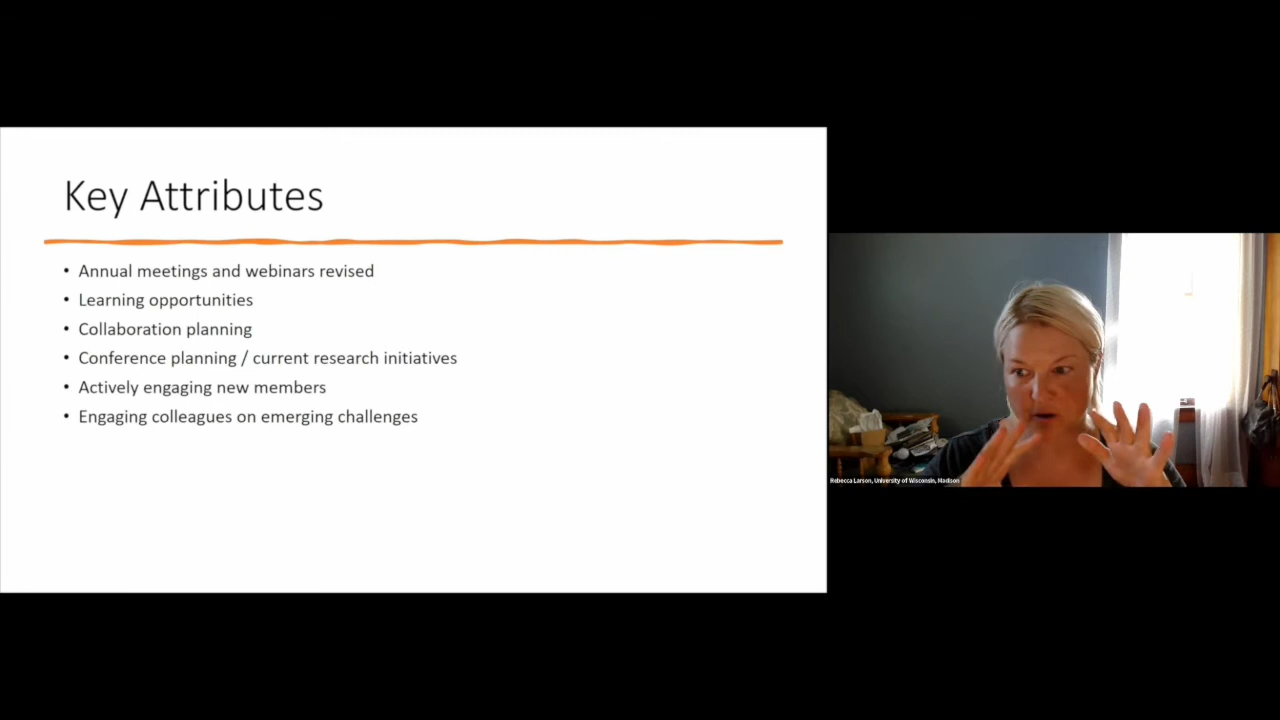 Key Attributes
• Annual meetings and webinars revised
• Learning opportunities
• Collaboration planning
• Conference planning / current research initiatives
• Actively engaging new members
• Engaging colleagues on emerging challenges
Rebecca Larson, University of Wisconsin, Madison